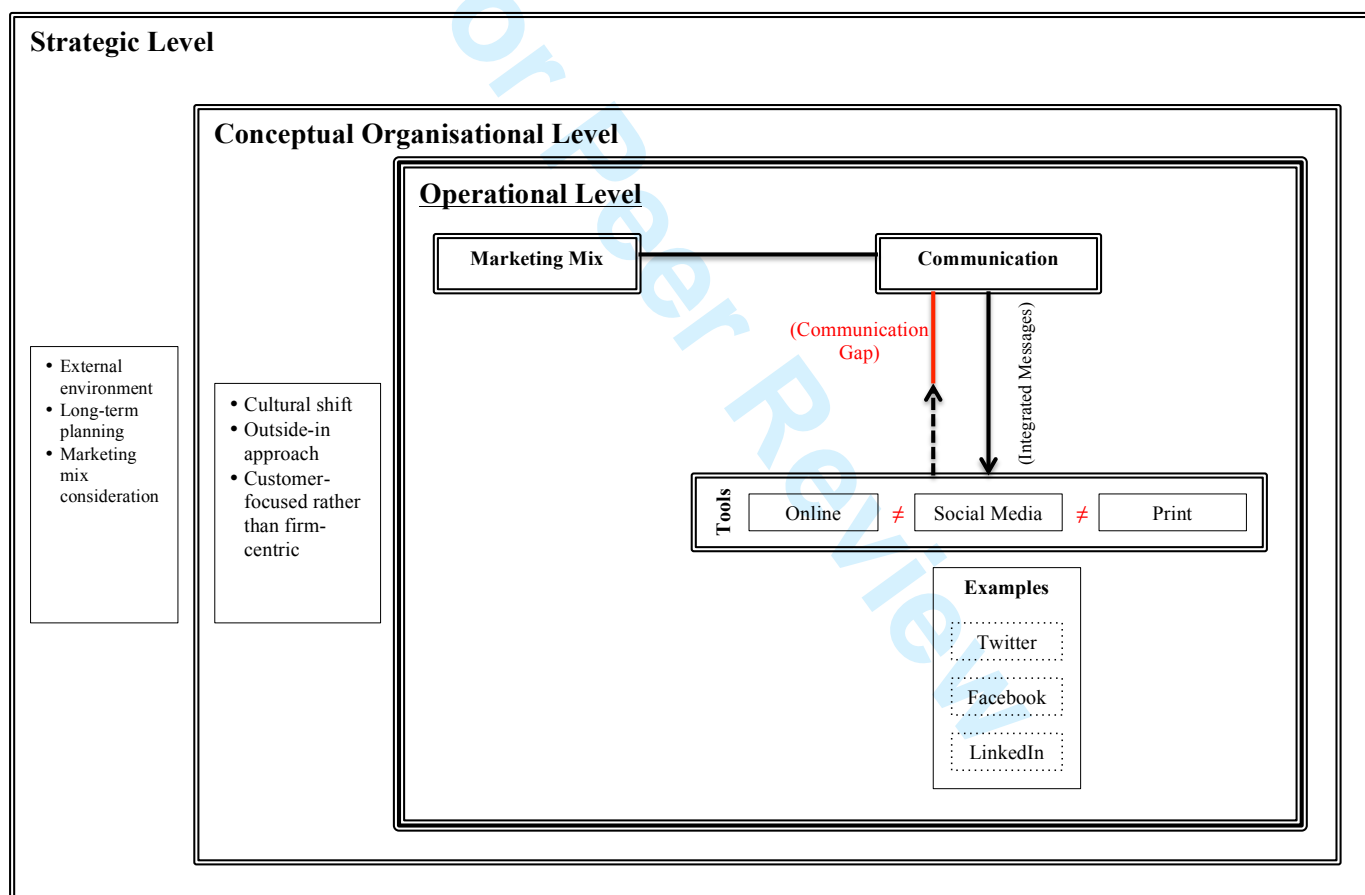 Strategic Level
Conceptual Organisational Level
Operational Level
Marketing Mix
Communication
(Communication
Gap)
(Integrated Messages)
• External
environment
• Long-term
planning
• Marketing
mix
consideration
• Cultural shift
• Outside-in
approach
• Customer-
focused rather
than firm-
centric
Tools
Online
≠
Social Media
≠
Print
Examples
Twitter
Facebook
LinkedIn
or Peer Review